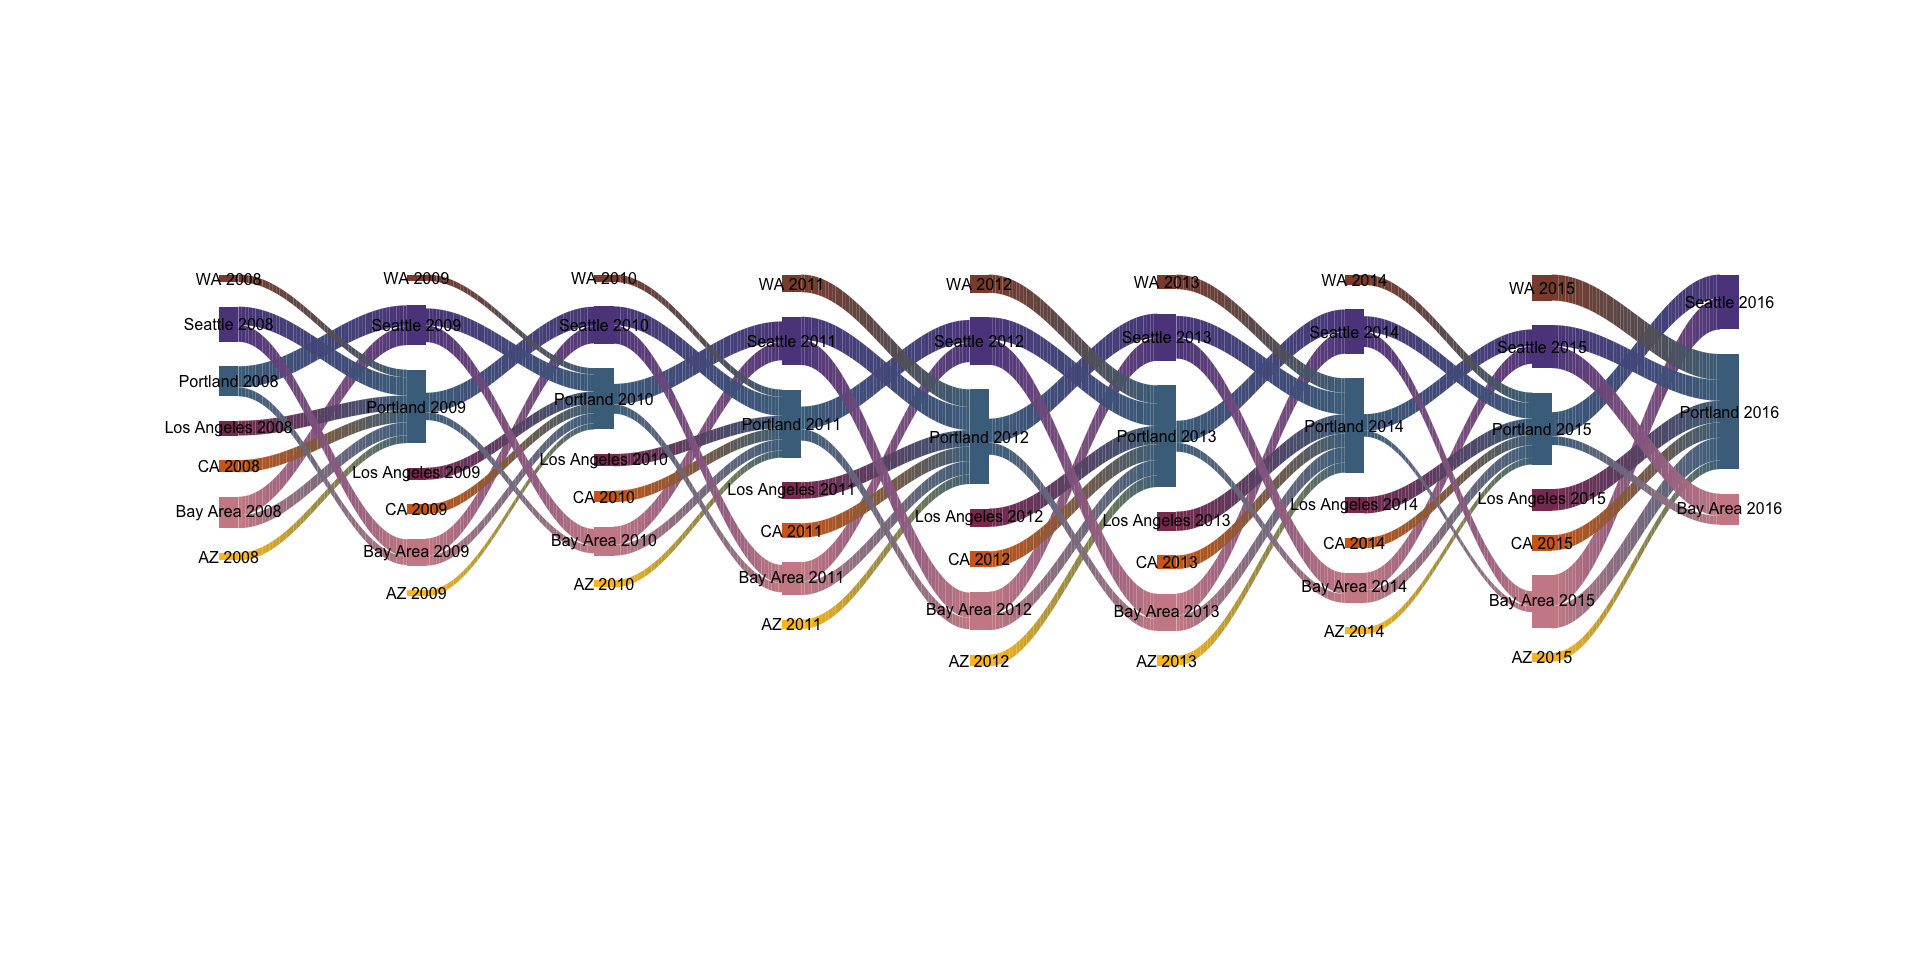 WA 2008
Seattle 2008
Portland 2008
Los Angeles 2008
CA 2008
Bay Area 2008
AZ 2008
WA 2009
Seattle 2009
Portland 2009
Los Angeles 2009
CA 2009
Bay Area 2009
AZ 2009
WA 2010
Seattle 2010
Portland 2010
Los Angeles 2010
CA 2010
Bay Area 2010
AZ 2010
WA 2011
Seattle 2011
Portland 2011
Los Angeles 2011
CA 2011
Bay Area 2011
AZ 2011
WA 2012
Seattle 2012
Portland 2012
Los Angeles 2012
CA 2012
Bay Area 2012
AZ 2012
WA 2013
Seattle 2013
Portland 2013
Los Angeles 2013
CA 2013
Bay Area 2013
AZ 2013
WA 2014
Seattle 2014
Portland 2014
Los Angeles 2014
CA 2014
Bay Area 2014
AZ 2014
WA 2015
Seattle 2015
Portland 2015
Los Angeles 2015
CA 2015
Bay Area 2015
AZ 2015
Seattle 2016
Portland 2016
Bay Area 2016